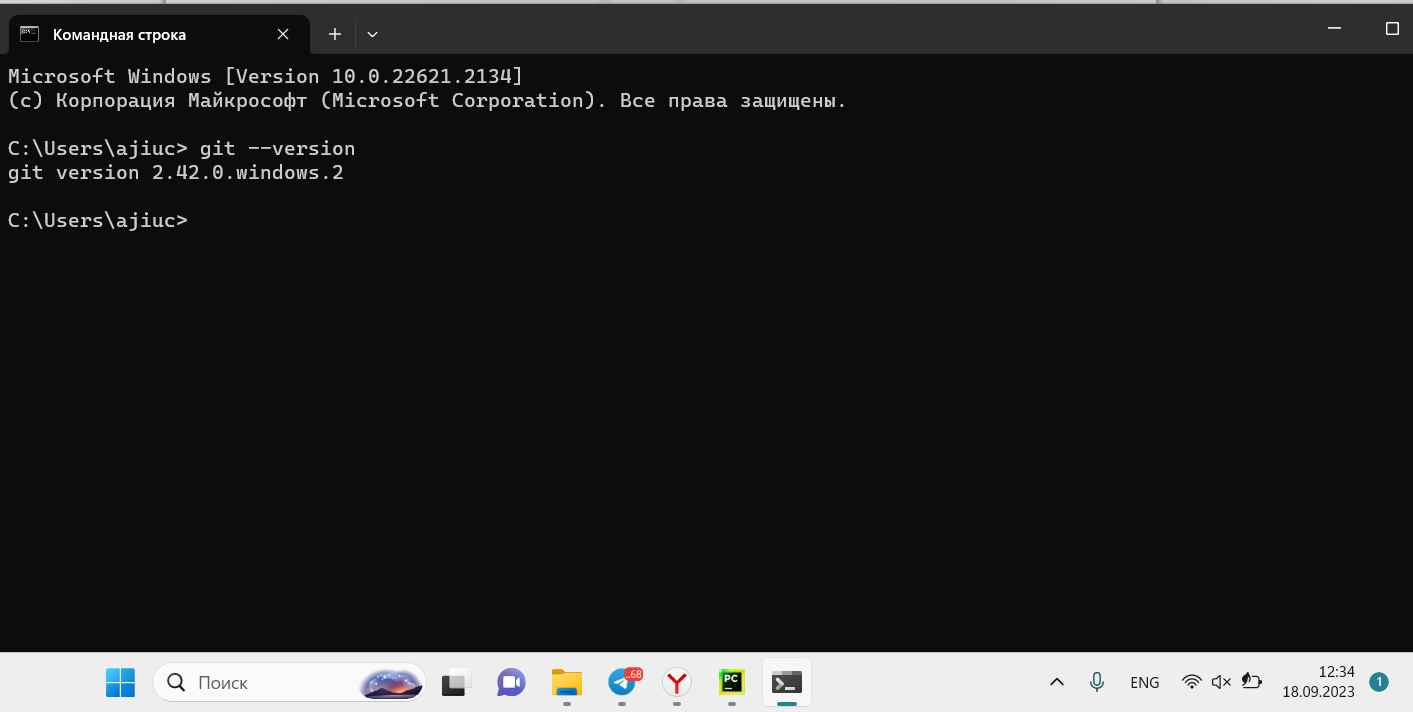 Командная строка
Microsoft Windows [Version 10.0.22621.2134]
(c) Корпорация Майкрософт (Microsoft Corporation). Все права защищены.
C:\Users\ajiuc> git --version
git version 2.42.0.windows.2
C:\Users\ajiuc>
Поиск
..68
PC
ENG
12:34
18.09.2023
1